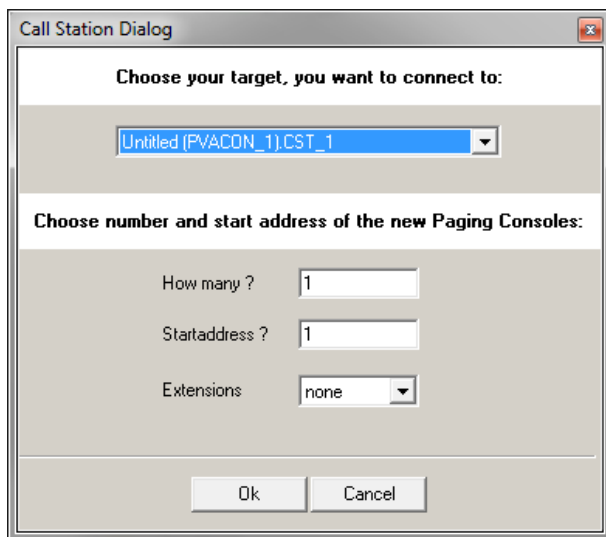 Call Station Dialog
Choose your target, you want to connect to:
Untitled (PVACON_1).CST_1
Choose number and start address of the new Paging Consoles:
How many ? 1
Startaddress ? 1
Extensions none
Ok Cancel